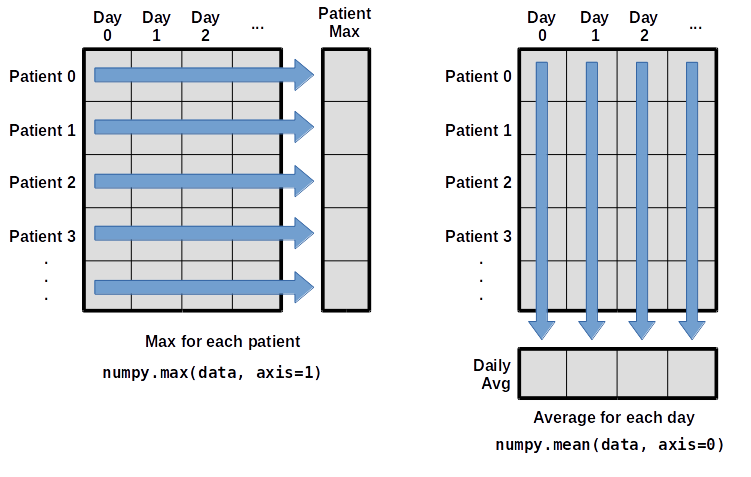 Day 0
Day 1
Day 2
...
Patient Max
Patient 0
Patient 1
Patient 2
Patient 3
.
.
.
Max for each patient
numpy.max(data, axis=1)
Day 0
Day 1
Day 2
...
Patient 0
Patient 1
Patient 2
Patient 3
.
.
.
Daily Avg
Average for each day
numpy.mean(data, axis=0)